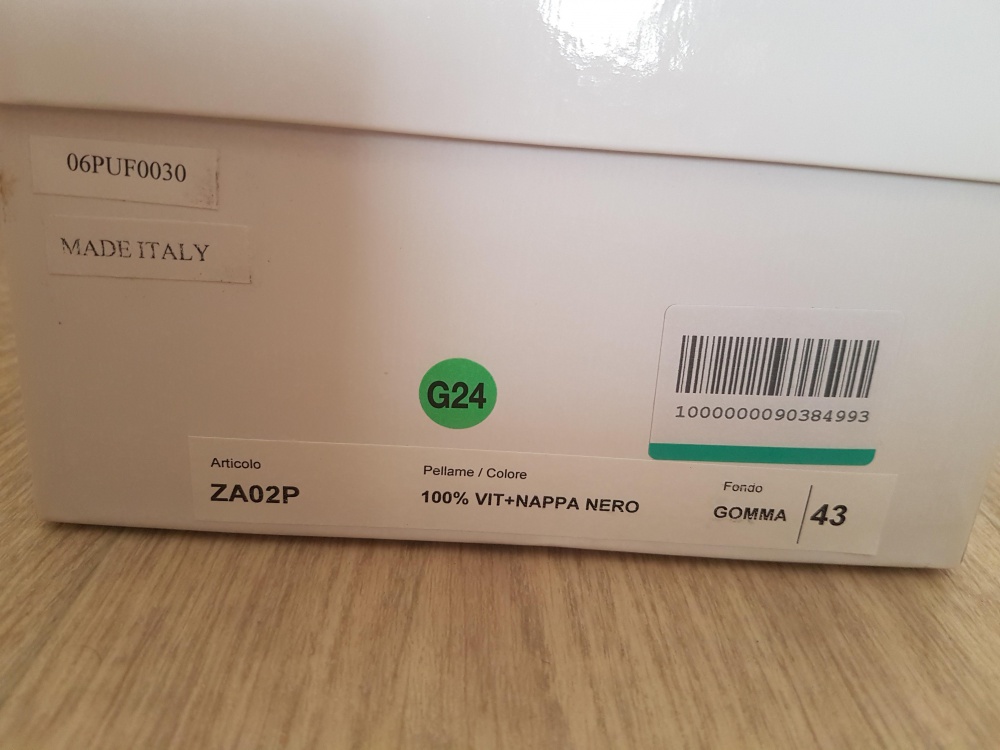 06PUF0030
MADE ITALY
G24
1000000090384993
Articolo
ZA02P
Pellame / Colore
100% VIT+NAPPA NERO
Fondo
GOMMA
43